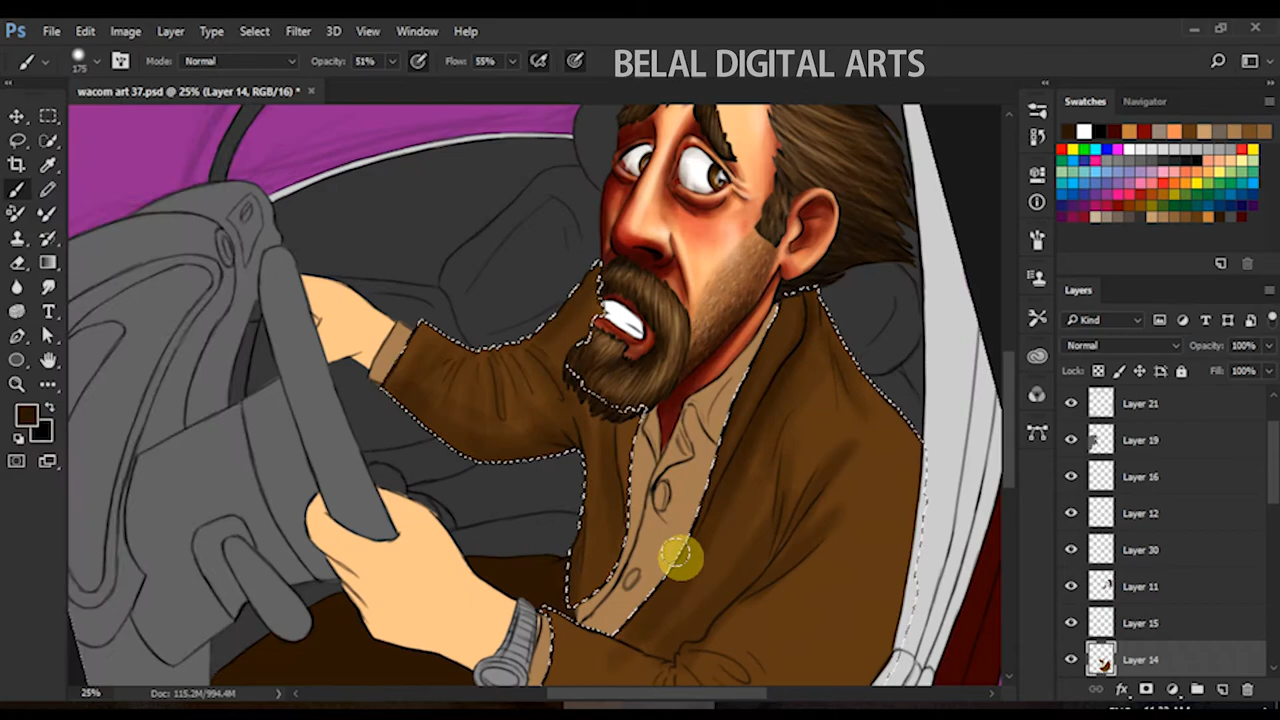 Ps File Edit Image Layer Type Select Filter 3D View Window Help
175 Mode: Normal Opacity: 51% Flow: 55%
BELAL DIGITAL ARTS
wacom art 37.psd @ 25% (Layer 14, RGB/16) *
Swatches Navigator
Layers
Kind
Normal Opacity: 100%
Lock: Fill: 100%
Layer 21
Layer 19
Layer 16
Layer 12
Layer 30
Layer 11
Layer 15
Layer 14
25% Doc: 115.2M/994.4M